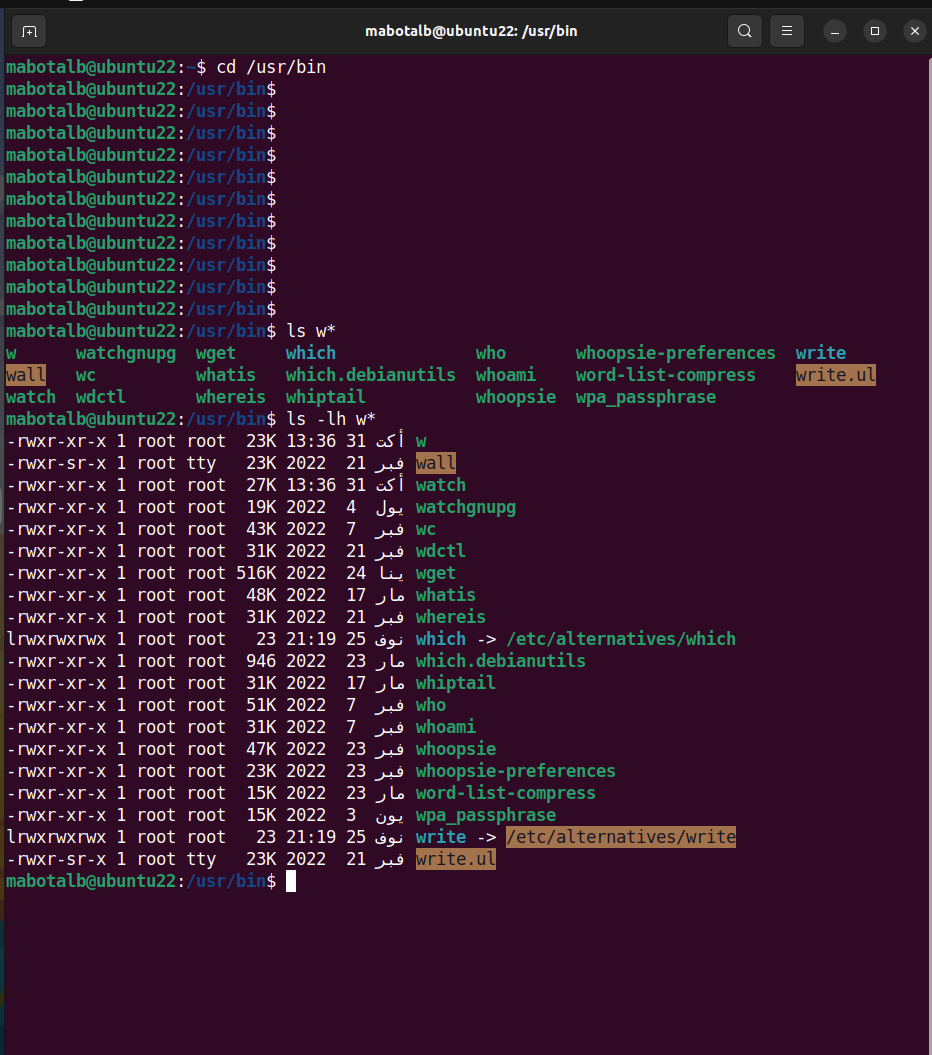 mabotalb@ubuntu22: /usr/bin
mabotalb@ubuntu22:~$ cd /usr/bin
mabotalb@ubuntu22:/usr/bin$
mabotalb@ubuntu22:/usr/bin$
mabotalb@ubuntu22:/usr/bin$
mabotalb@ubuntu22:/usr/bin$
mabotalb@ubuntu22:/usr/bin$
mabotalb@ubuntu22:/usr/bin$
mabotalb@ubuntu22:/usr/bin$
mabotalb@ubuntu22:/usr/bin$
mabotalb@ubuntu22:/usr/bin$
mabotalb@ubuntu22:/usr/bin$
mabotalb@ubuntu22:/usr/bin$
mabotalb@ubuntu22:/usr/bin$ ls w*
w watchgnupg wget which who whoopsie-preferences write
wall wc whatis which.debianutils whoami word-list-compress write.ul
watch wdctl whereis whiptail whoopsie wpa_passphrase
mabotalb@ubuntu22:/usr/bin$ ls -lh w*
-rwxr-xr-x 1 root root 23K 13:36 31 أكت w
-rwxr-sr-x 1 root tty 23K 2022 21 فبر wall
-rwxr-xr-x 1 root root 27K 13:36 31 أكت watch
-rwxr-xr-x 1 root root 19K 2022 4 يول watchgnupg
-rwxr-xr-x 1 root root 43K 2022 7 فبر wc
-rwxr-xr-x 1 root root 31K 2022 21 فبر wdctl
-rwxr-xr-x 1 root root 516K 2022 24 ينا wget
-rwxr-xr-x 1 root root 48K 2022 17 مار whatis
-rwxr-xr-x 1 root root 31K 2022 21 فبر whereis
lrwxrwxrwx 1 root root 23 21:19 25 نوف which -> /etc/alternatives/which
-rwxr-xr-x 1 root root 946 2022 23 مار which.debianutils
-rwxr-xr-x 1 root root 31K 2022 17 مار whiptail
-rwxr-xr-x 1 root root 51K 2022 7 فبر who
-rwxr-xr-x 1 root root 31K 2022 7 فبر whoami
-rwxr-xr-x 1 root root 47K 2022 23 فبر whoopsie
-rwxr-xr-x 1 root root 23K 2022 23 فبر whoopsie-preferences
-rwxr-xr-x 1 root root 15K 2022 23 مار word-list-compress
-rwxr-xr-x 1 root root 15K 2022 3 يون wpa_passphrase
lrwxrwxrwx 1 root root 23 21:19 25 نوف write -> /etc/alternatives/write
-rwxr-sr-x 1 root tty 23K 2022 21 فبر write.ul
mabotalb@ubuntu22:/usr/bin$